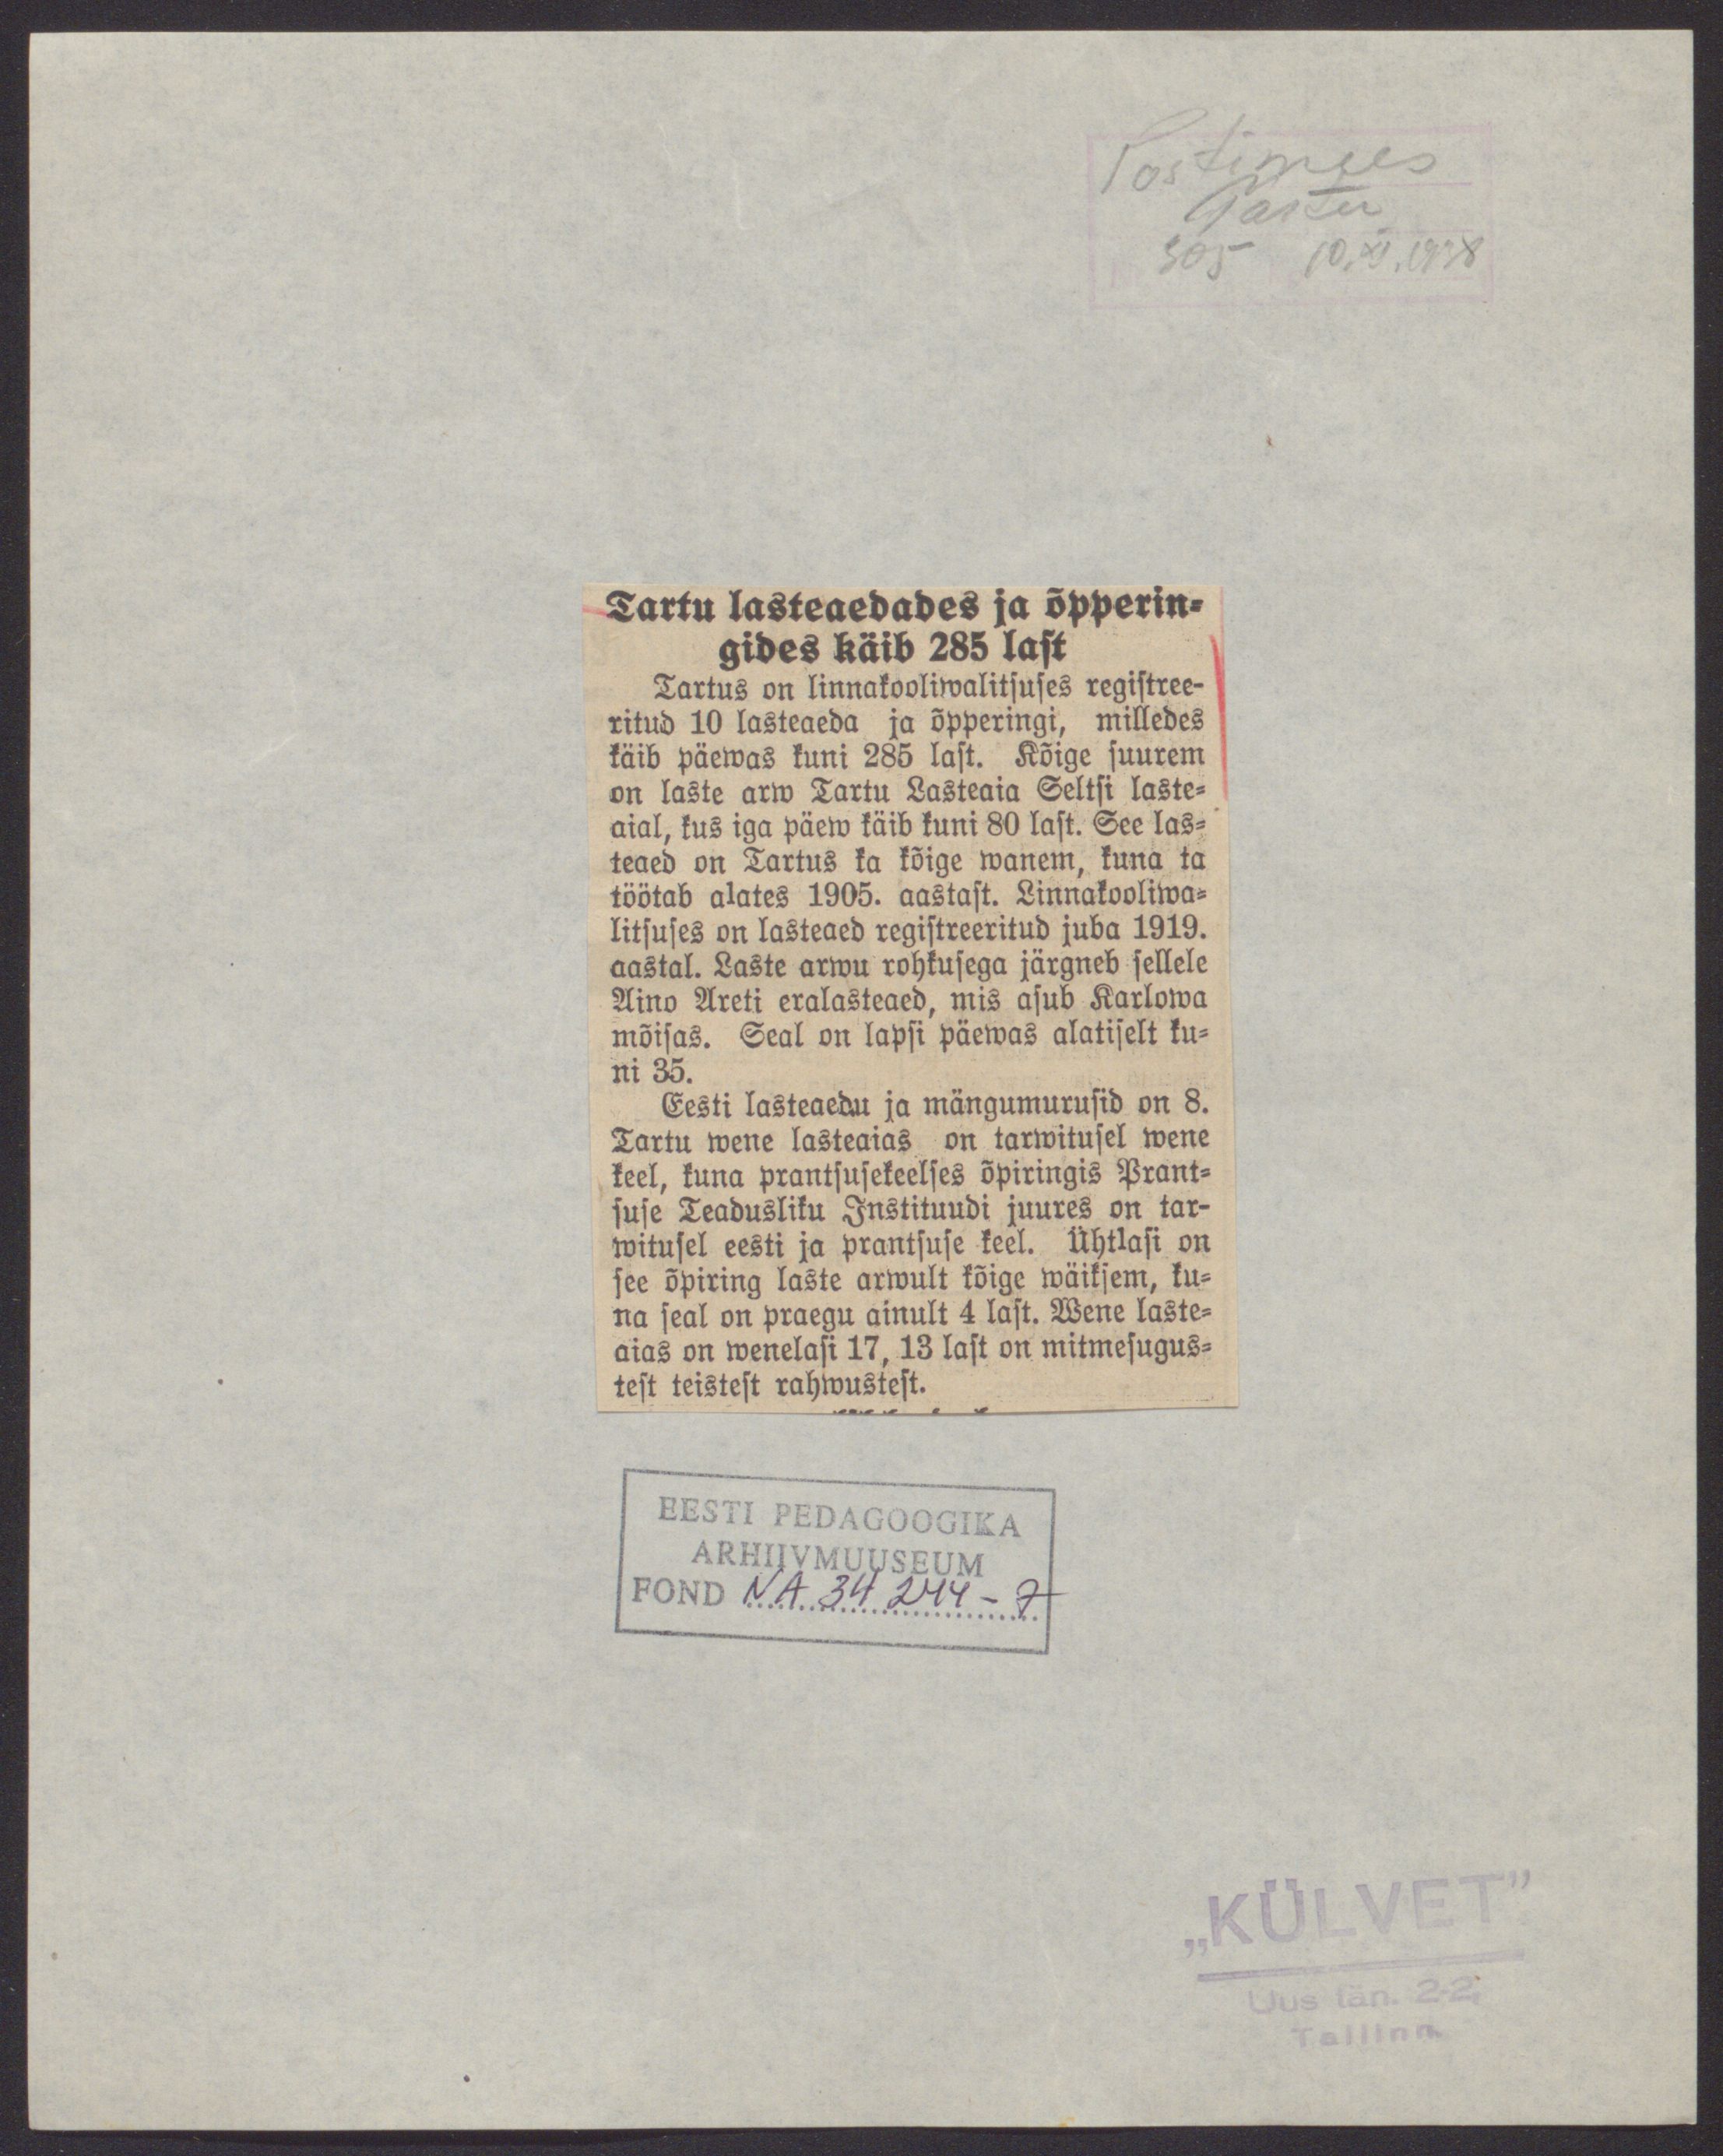 Postimees
Tartu
305 10.XI.1938
Tartu lasteaedades ja õpperin-
gides käib 285 last
Tartus on linnakooliwalitsuses registree-
ritud 10 lasteaeda ja õpperingi, milledes
käib päewas kuni 285 last. Kõige suurem
on laste arw Tartu Lasteaia Seltsi laste-
aial, kus iga päew käib kuni 80 last. See las-
teaed on Tartus ka kõige wanem, kuna ta
töötab alates 1905. aastast. Linnakooliwa-
litsuses on lasteaed registreeritud juba 1919.
aastal. Laste arwu rohkusega järgneb sellele
Aino Areti eralasteaed, mis asub Karlowa
mõisas. Seal on lapsi päewas alatiselt ku-
ni 35.
Eesti lasteaedu ja mängumurusid on 8.
Tartu wene lasteaias on tarwitusel wene
keel, kuna prantsusekeelses õpiringis Prant-
suse Teadusliku Instituudi juures on tar-
witusel eesti ja prantsuse keel. Ühtlasi on
see õpiring laste arwult kõige wäiksem, ku-
na seal on praegu ainult 4 last. Wene laste-
aias on wenelasi 17, 13 last on mitmesugus-
test teistest rahwustest.
EESTI PEDAGOOGIKA
ARHIIVMUUSEUM
FOND NA 34 244 - 7
„KÜLVET"
Uus tän. 2-2
Tallinn